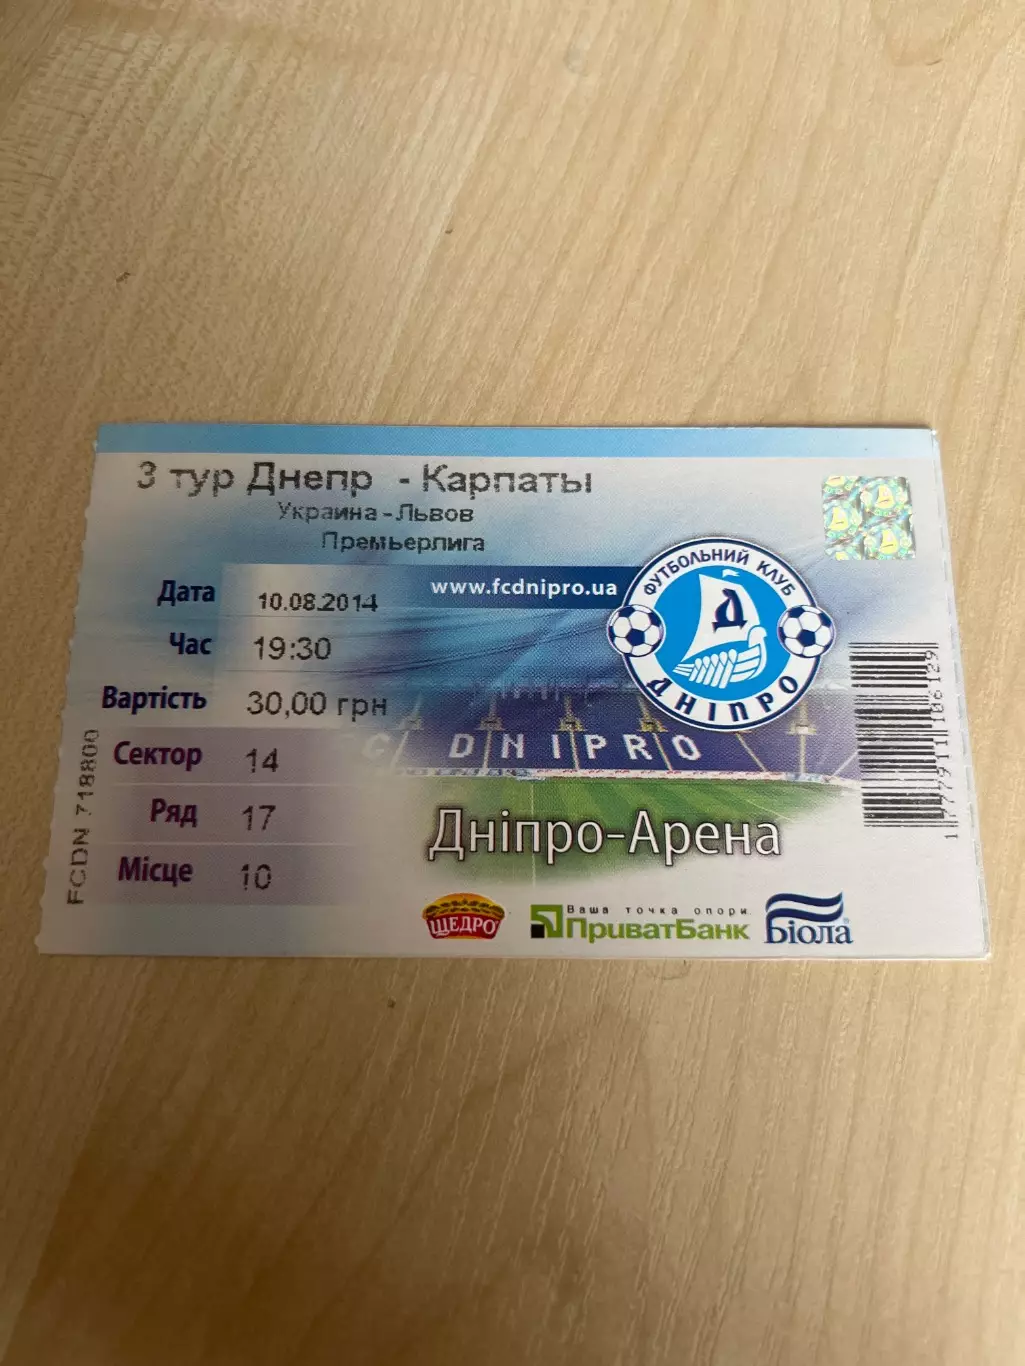 3 тур Днепр - Карпаты
Украина-Львов
Премьерлига
www.fcdnipro.ua
ФУТБОЛЬНИЙ КЛУБ
Д
ДНІПРО
Дата 10.08.2014
Час 19:30
Вартість 30,00 грн
Сектор 14
Ряд 17
Місце 10
FCDN 718800
FC DNIPRO
Дніпро-Арена
ЩЕДРО
Ваша точка опори
ПриватБанк
Біола